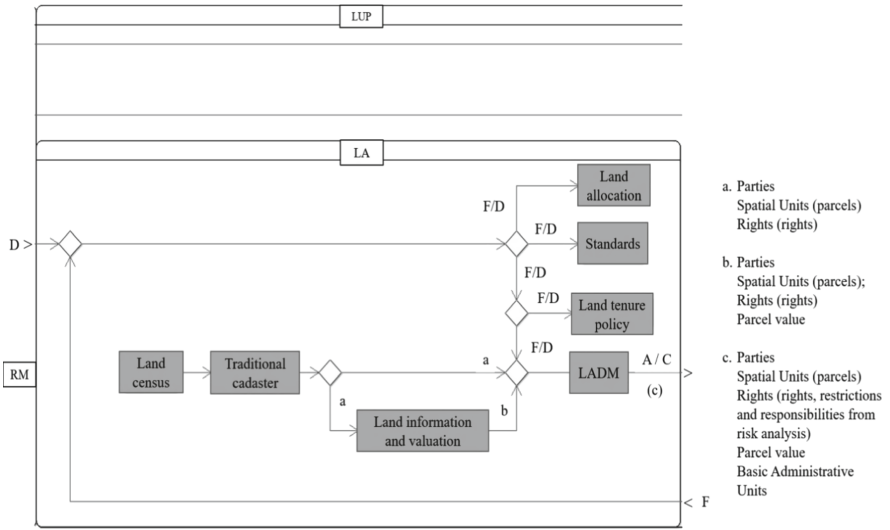 LUP
LA
Land
allocation
F/D
F/D
D >
Standards
F/D
F/D
Land tenure
policy
F/D
RM
Land
census
Traditional
cadaster
a
LADM
A / C
>
(c)
a
b
Land information
and valuation
< F
a. Parties
Spatial Units (parcels)
Rights (rights)
b. Parties
Spatial Units (parcels);
Rights (rights)
Parcel value
c. Parties
Spatial Units (parcels)
Rights (rights, restrictions
and responsibilities from
risk analysis)
Parcel value
Basic Administrative
Units